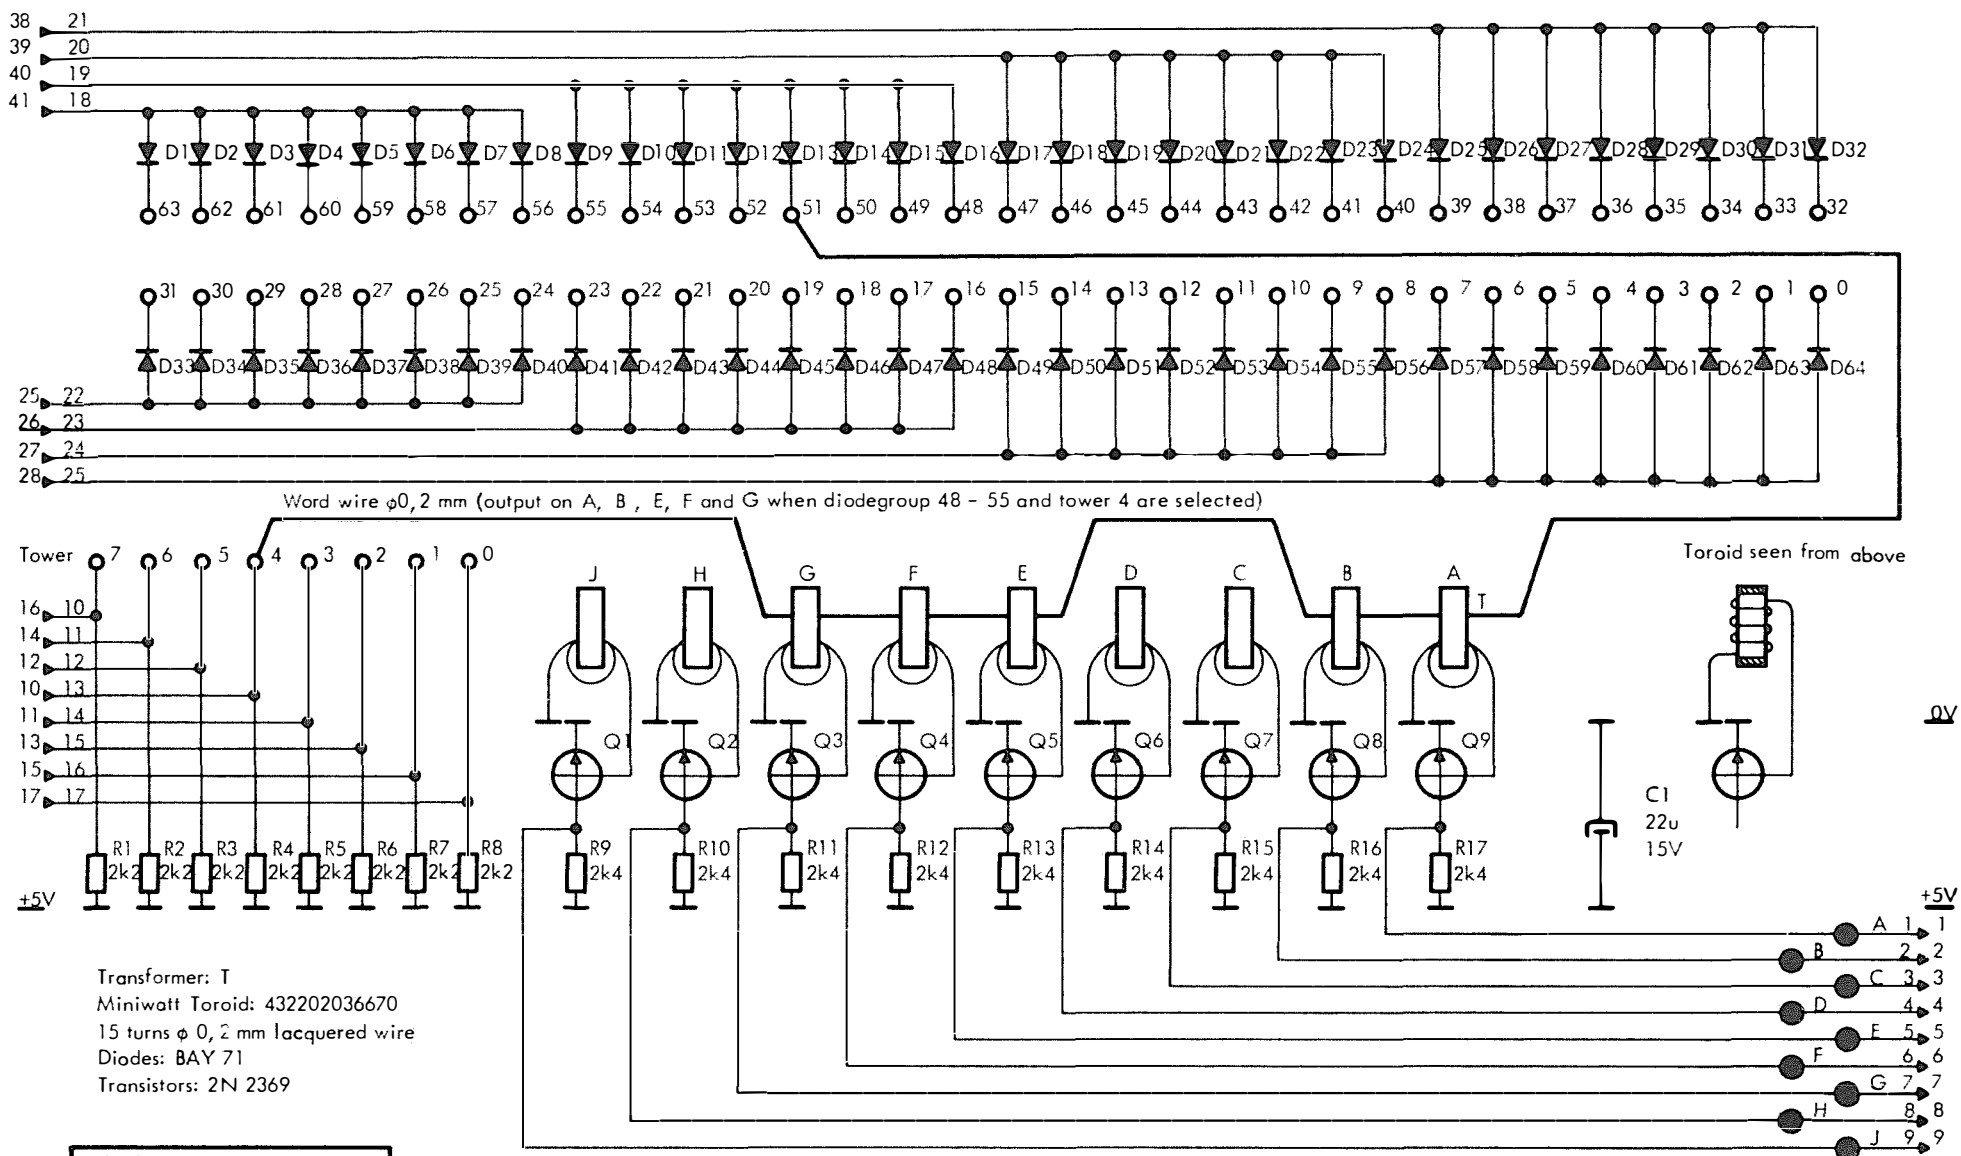 38 21
39 20
40 19
41 18
D1 D2 D3 D4 D5 D6 D7 D8 D9 D10 D11 D12 D13 D14 D15 D16 D17 D18 D19 D20 D21 D22 D23 D24 D25 D26 D27 D28 D29 D30 D31 D32
63 62 61 60 59 58 57 56 55 54 53 52 51 50 49 48 47 46 45 44 43 42 41 40 39 38 37 36 35 34 33 32
31 30 29 28 27 26 25 24 23 22 21 20 19 18 17 16 15 14 13 12 11 10 9 8 7 6 5 4 3 2 1 0
D33 D34 D35 D36 D37 D38 D39 D40 D41 D42 D43 D44 D45 D46 D47 D48 D49 D50 D51 D52 D53 D54 D55 D56 D57 D58 D59 D60 D61 D62 D63 D64
25 22
26 23
27 24
28 25
Word wire φ0,2 mm (output on A, B , E, F and G when diodegroup 48 - 55 and tower 4 are selected)
Tower 7 6 5 4 3 2 1 0
Toroid seen from above
J H G F E D C B A
T
16 10
14 11
12 12
10 13
11 14
13 15
15 16
17 17
0V
Q1 Q2 Q3 Q4 Q5 Q6 Q7 Q8 Q9
C1
22u
15V
R1 R2 R3 R4 R5 R6 R7 R8 R9 R10 R11 R12 R13 R14 R15 R16 R17
2k2 2k2 2k2 2k2 2k2 2k2 2k2 2k2 2k4 2k4 2k4 2k4 2k4 2k4 2k4 2k4 2k4
+5V +5V
A 1 1
B 2 2
C 3 3
D 4 4
E 5 5
F 6 6
G 7 7
H 8 8
J 9 9
Transformer: T
Miniwatt Toroid: 432202036670
15 turns φ 0, 2 mm lacquered wire
Diodes: BAY 71
Transistors: 2N 2369